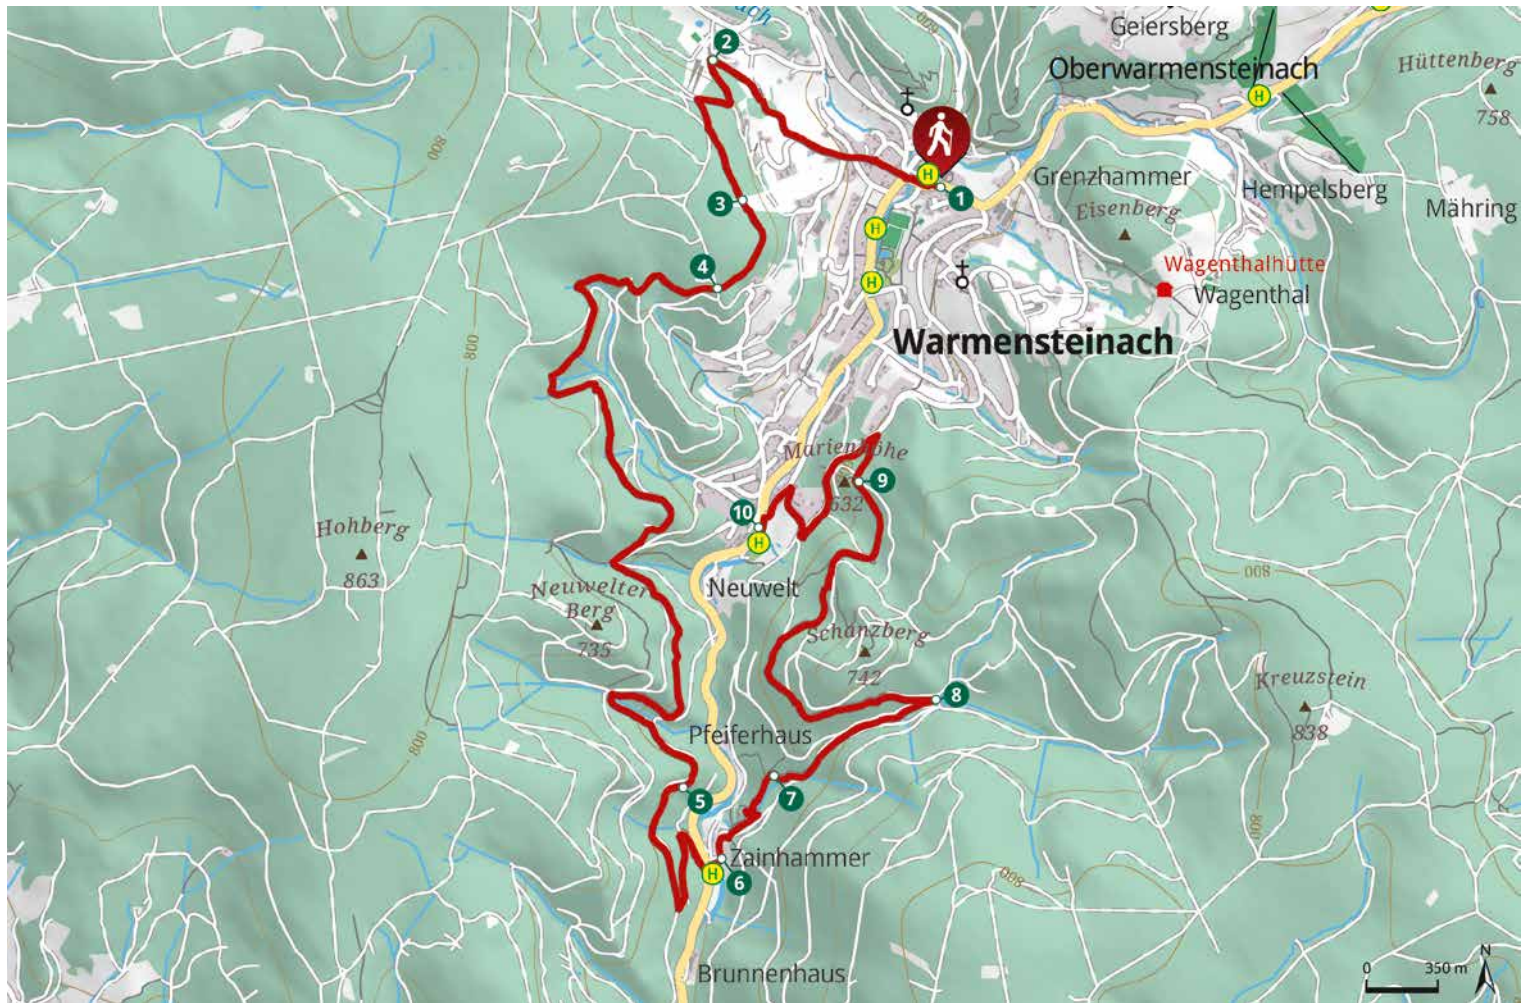 ach
Geiersberg
Oberwarmensteinach
Hüttenberg
758
2
800
800
H
H
1
Grenzhammer
Hempelsberg
Mähring
Eisenberg
3
H
4
Wagenthalhütte
Wagenthal
H
Warmensteinach
800
Marienhöhe
9
632
10
H
Hohberg
863
Neuwelt
Neuwelter
Berg
735
800
Schanzberg
742
8
Kreuzstein
838
Pfeiferhaus
800
5
7
800
Zainhammer
H
6
800
Brunnenhaus
N
0 350 m